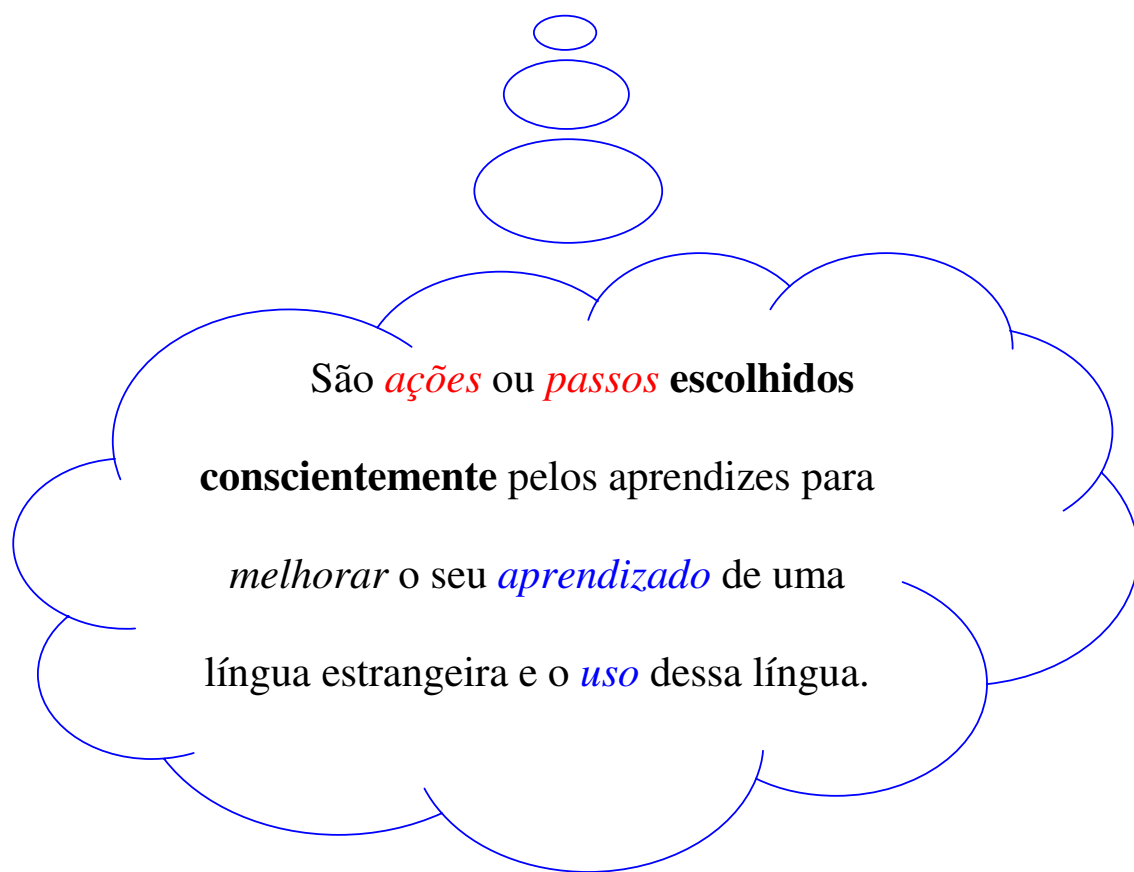 São ações ou passos escolhidos
conscientemente pelos aprendizes para
melhorar o seu aprendizado de uma
língua estrangeira e o uso dessa língua.